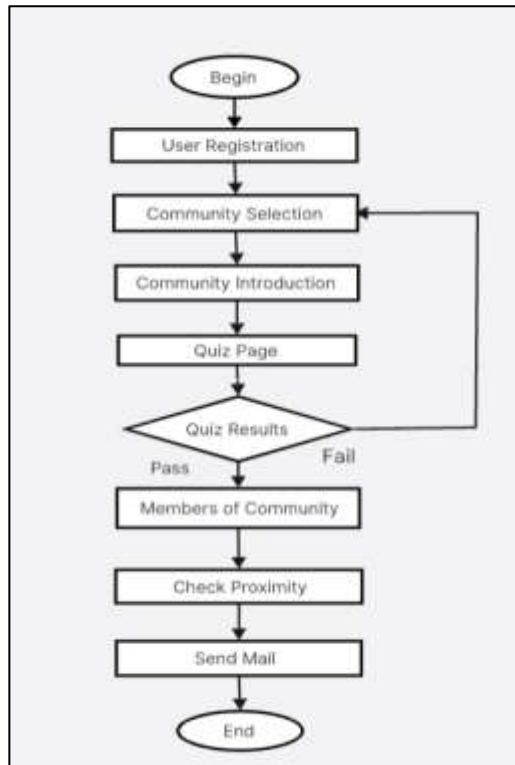 Begin
User Registration
Community Selection
Community Introduction
Quiz Page
Quiz Results
Pass
Fail
Members of Community
Check Proximity
Send Mail
End